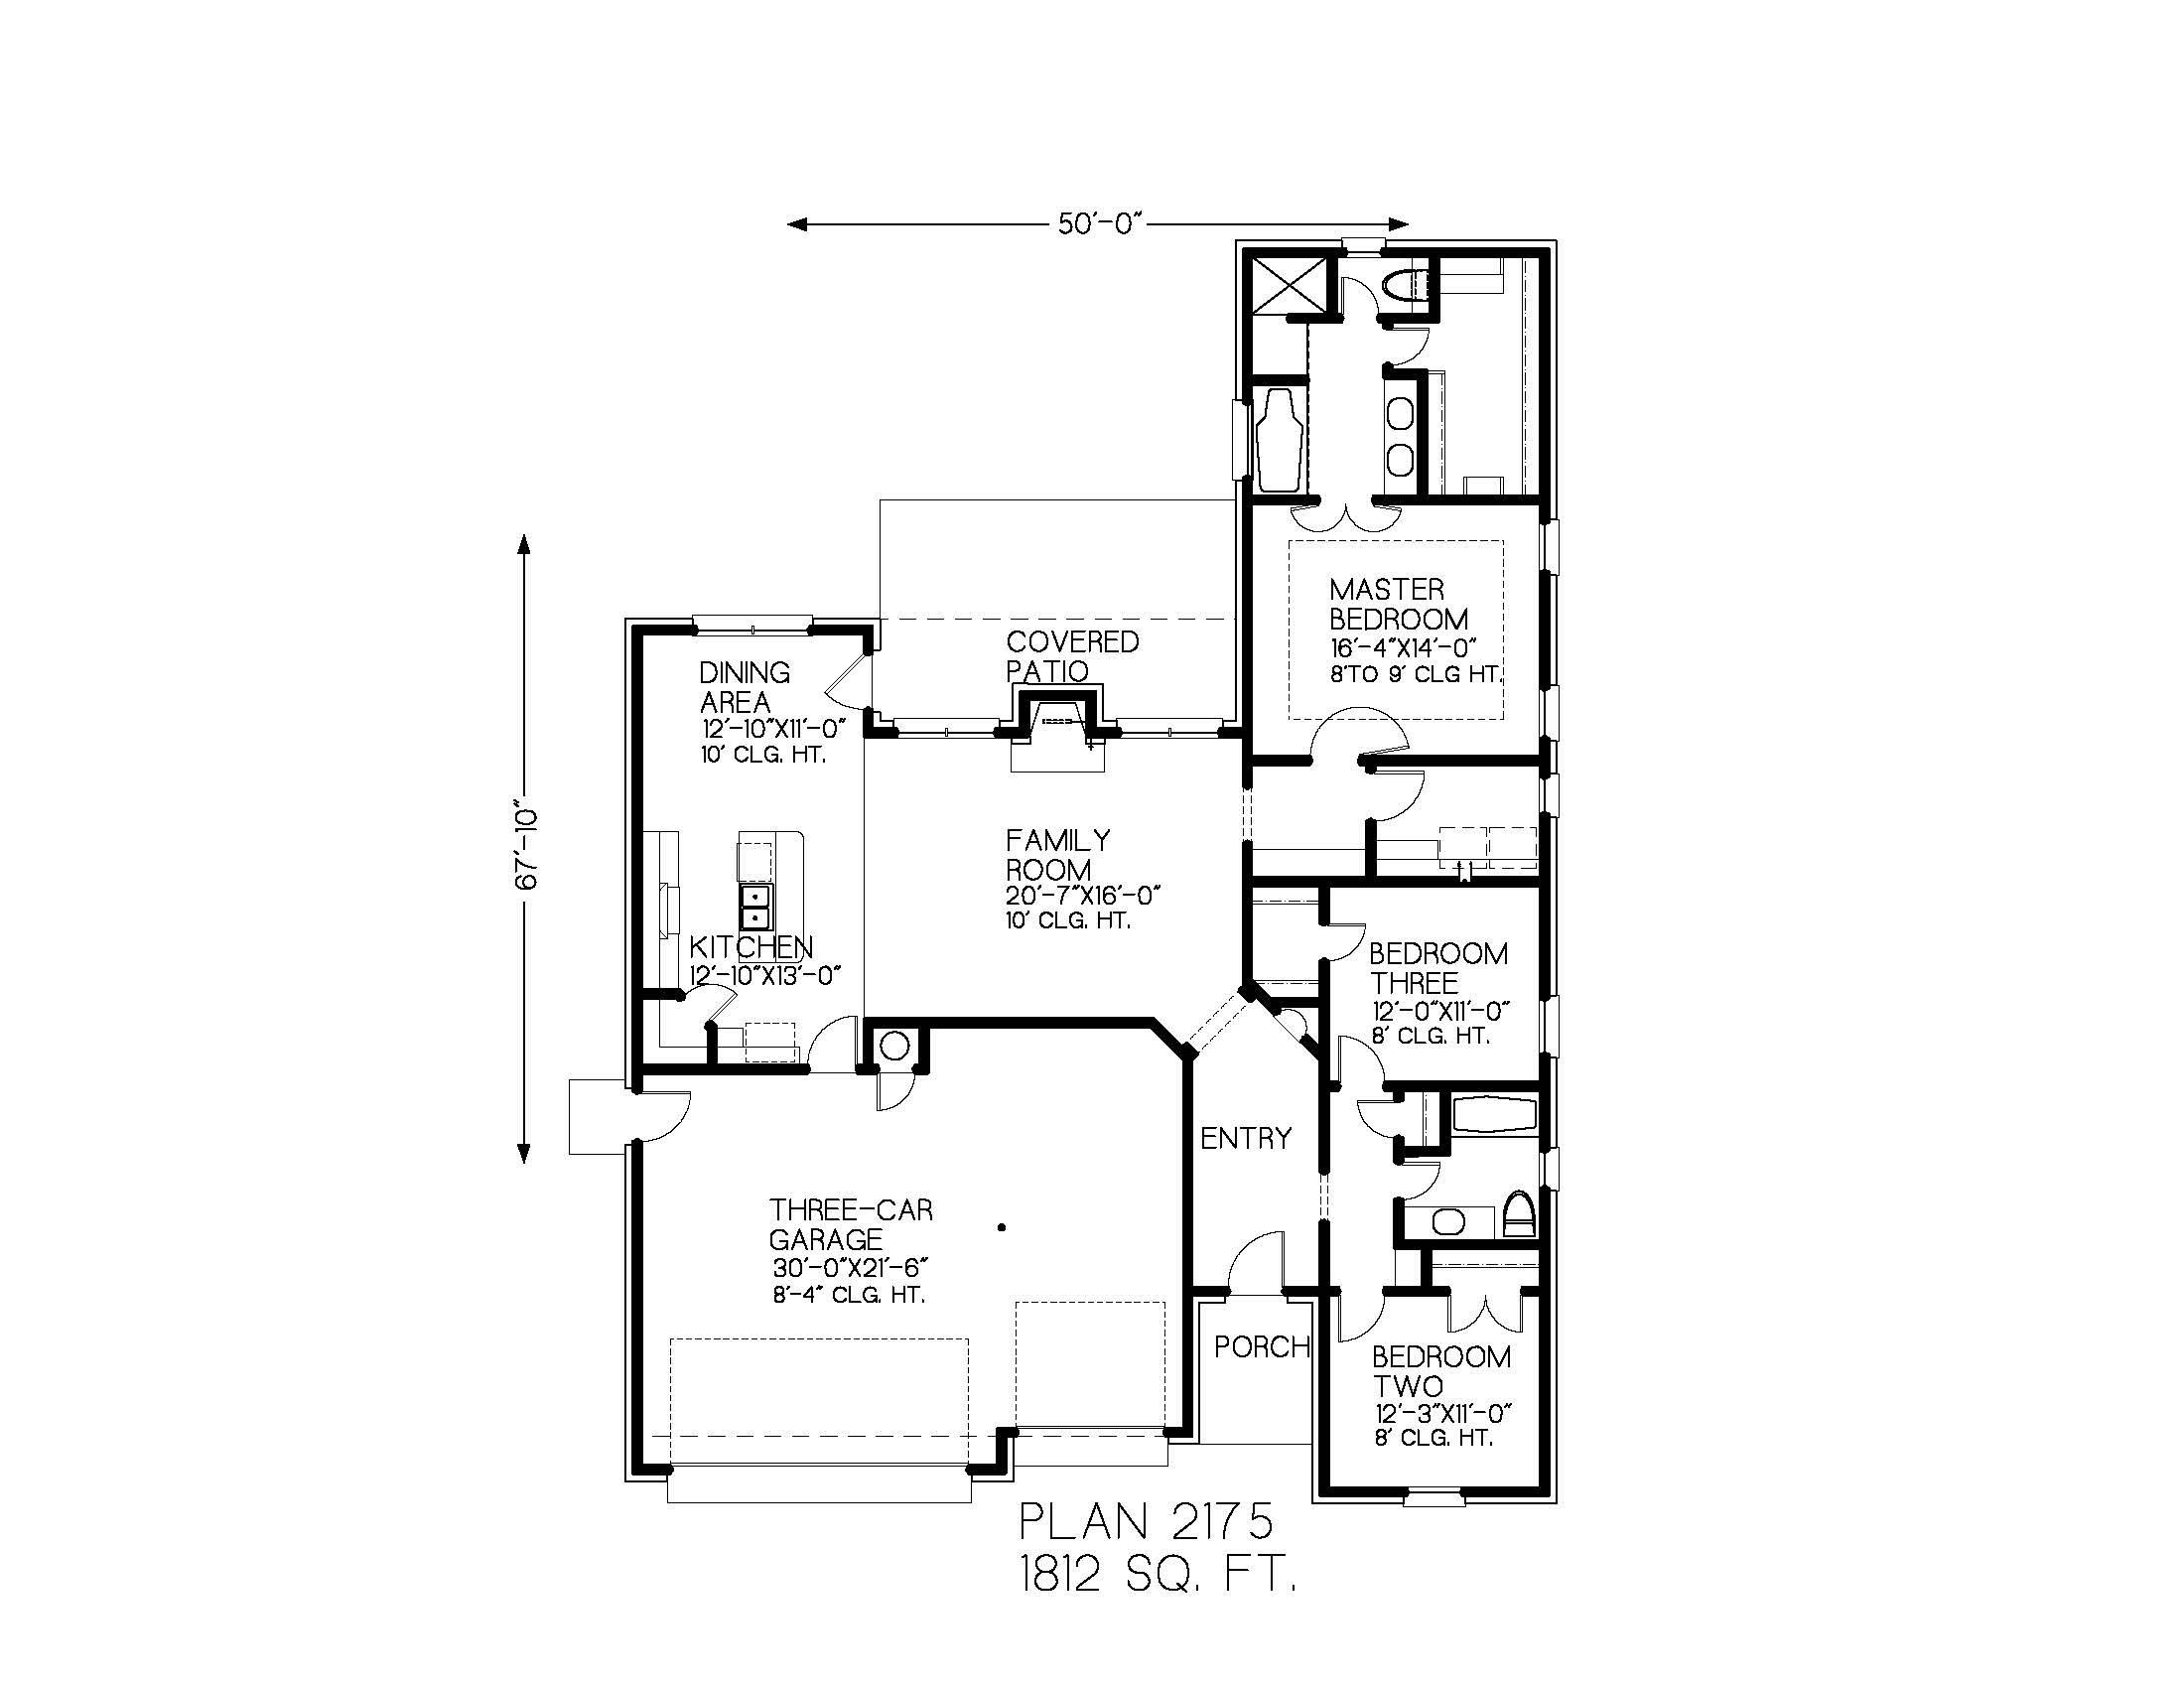 50'-0"
67'-10"
MASTER
BEDROOM
16'-4"X14'-0"
8'TO 9' CLG HT.
COVERED
PATIO
DINING
AREA
12'-10"X11'-0"
10' CLG. HT.
FAMILY
ROOM
20'-7"X16'-0"
10' CLG. HT.
KITCHEN
12'-10"X13'-0"
BEDROOM
THREE
12'-0"X11'-0"
8' CLG. HT.
ENTRY
THREE-CAR
GARAGE
30'-0"X21'-6"
8'-4" CLG. HT.
PORCH
BEDROOM
TWO
12'-3"X11'-0"
8' CLG. HT.
PLAN 2175
1812 SQ. FT.